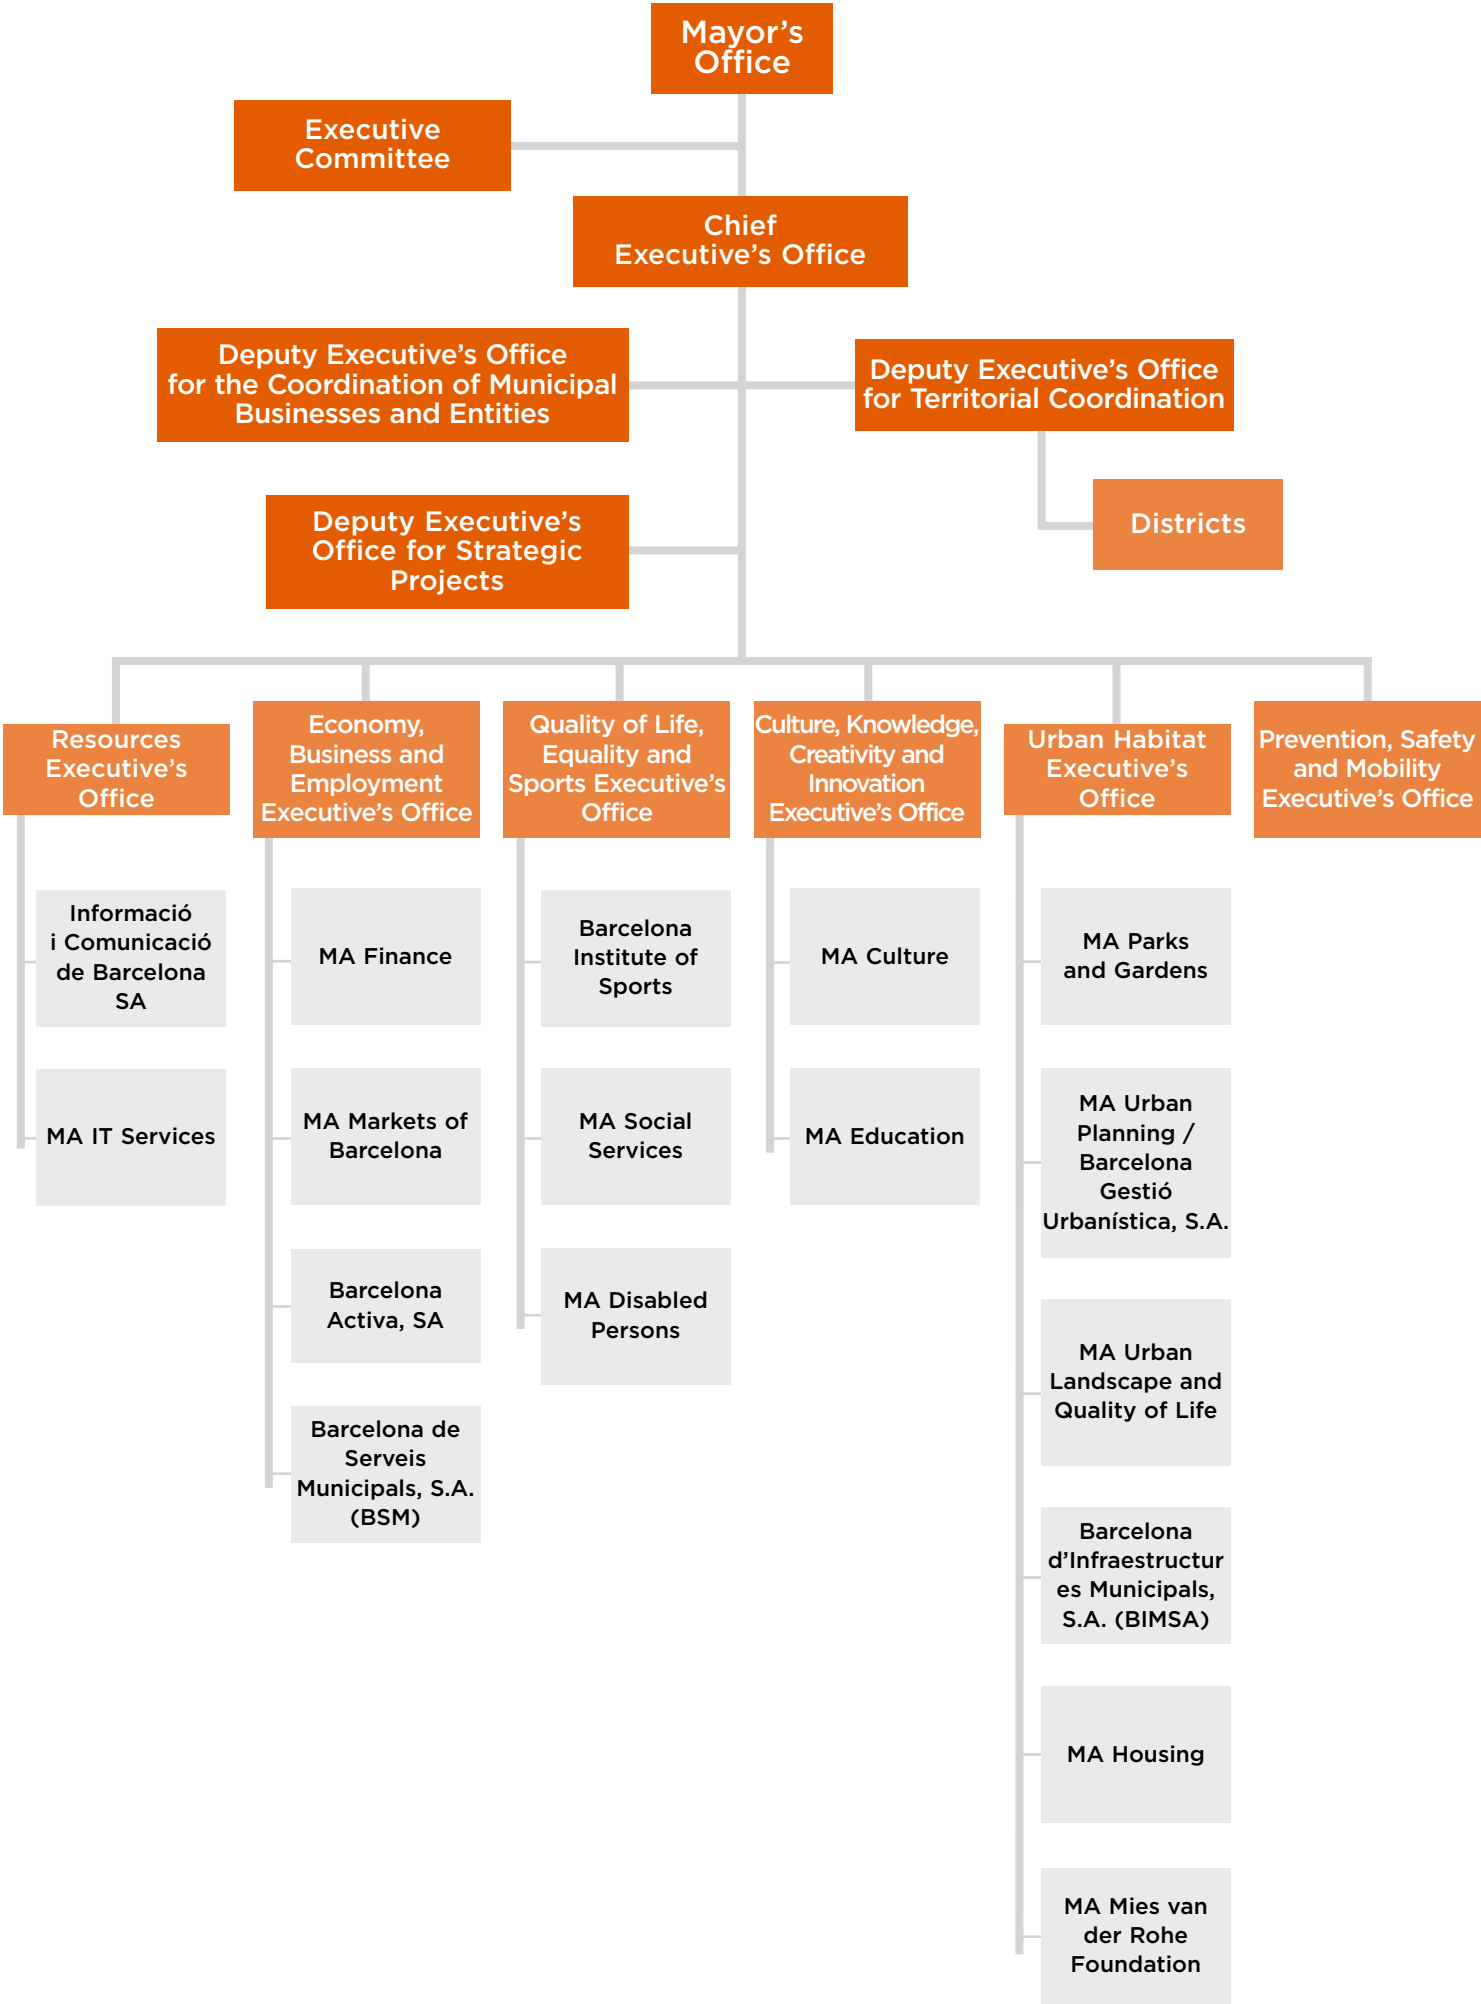 Mayor's
Office
Executive
Committee
Chief
Executive's Office
Deputy Executive's Office
for the Coordination of Municipal
Businesses and Entities
Deputy Executive's Office
for Territorial Coordination
Districts
Deputy Executive's
Office for Strategic
Projects
Resources
Executive's
Office
Informació
i Comunicació
de Barcelona
SA
MA IT Services
Economy,
Business and
Employment
Executive's Office
MA Finance
MA Markets of
Barcelona
Barcelona
Activa, SA
Barcelona de
Serveis
Municipals, S.A.
(BSM)
Quality of Life,
Equality and
Sports Executive's
Office
Barcelona
Institute of
Sports
MA Social
Services
MA Disabled
Persons
Culture, Knowledge,
Creativity and
Innovation
Executive's Office
MA Culture
MA Education
Urban Habitat
Executive's
Office
MA Parks
and Gardens
MA Urban
Planning /
Barcelona
Gestió
Urbanística, S.A.
MA Urban
Landscape and
Quality of Life
Barcelona
d'Infraestructur
es Municipals,
S.A. (BIMSA)
MA Housing
MA Mies van
der Rohe
Foundation
Prevention, Safety
and Mobility
Executive's Office